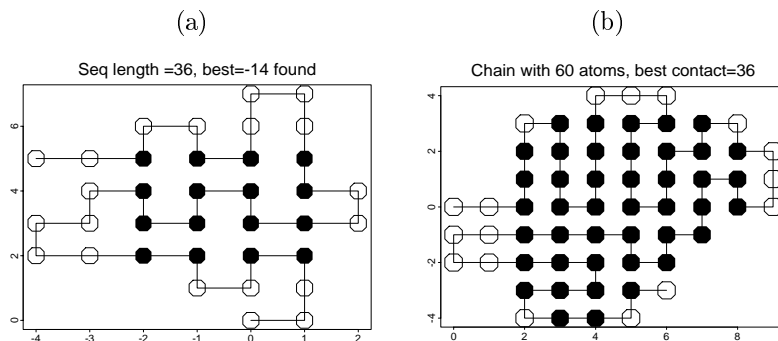 (a)
(b)
Seq length =36, best=-14 found
Chain with 60 atoms, best contact=36
6
4
2
0
-4 -3 -2 -1 0 1 2
4
2
0
-2
-4
0 2 4 6 8